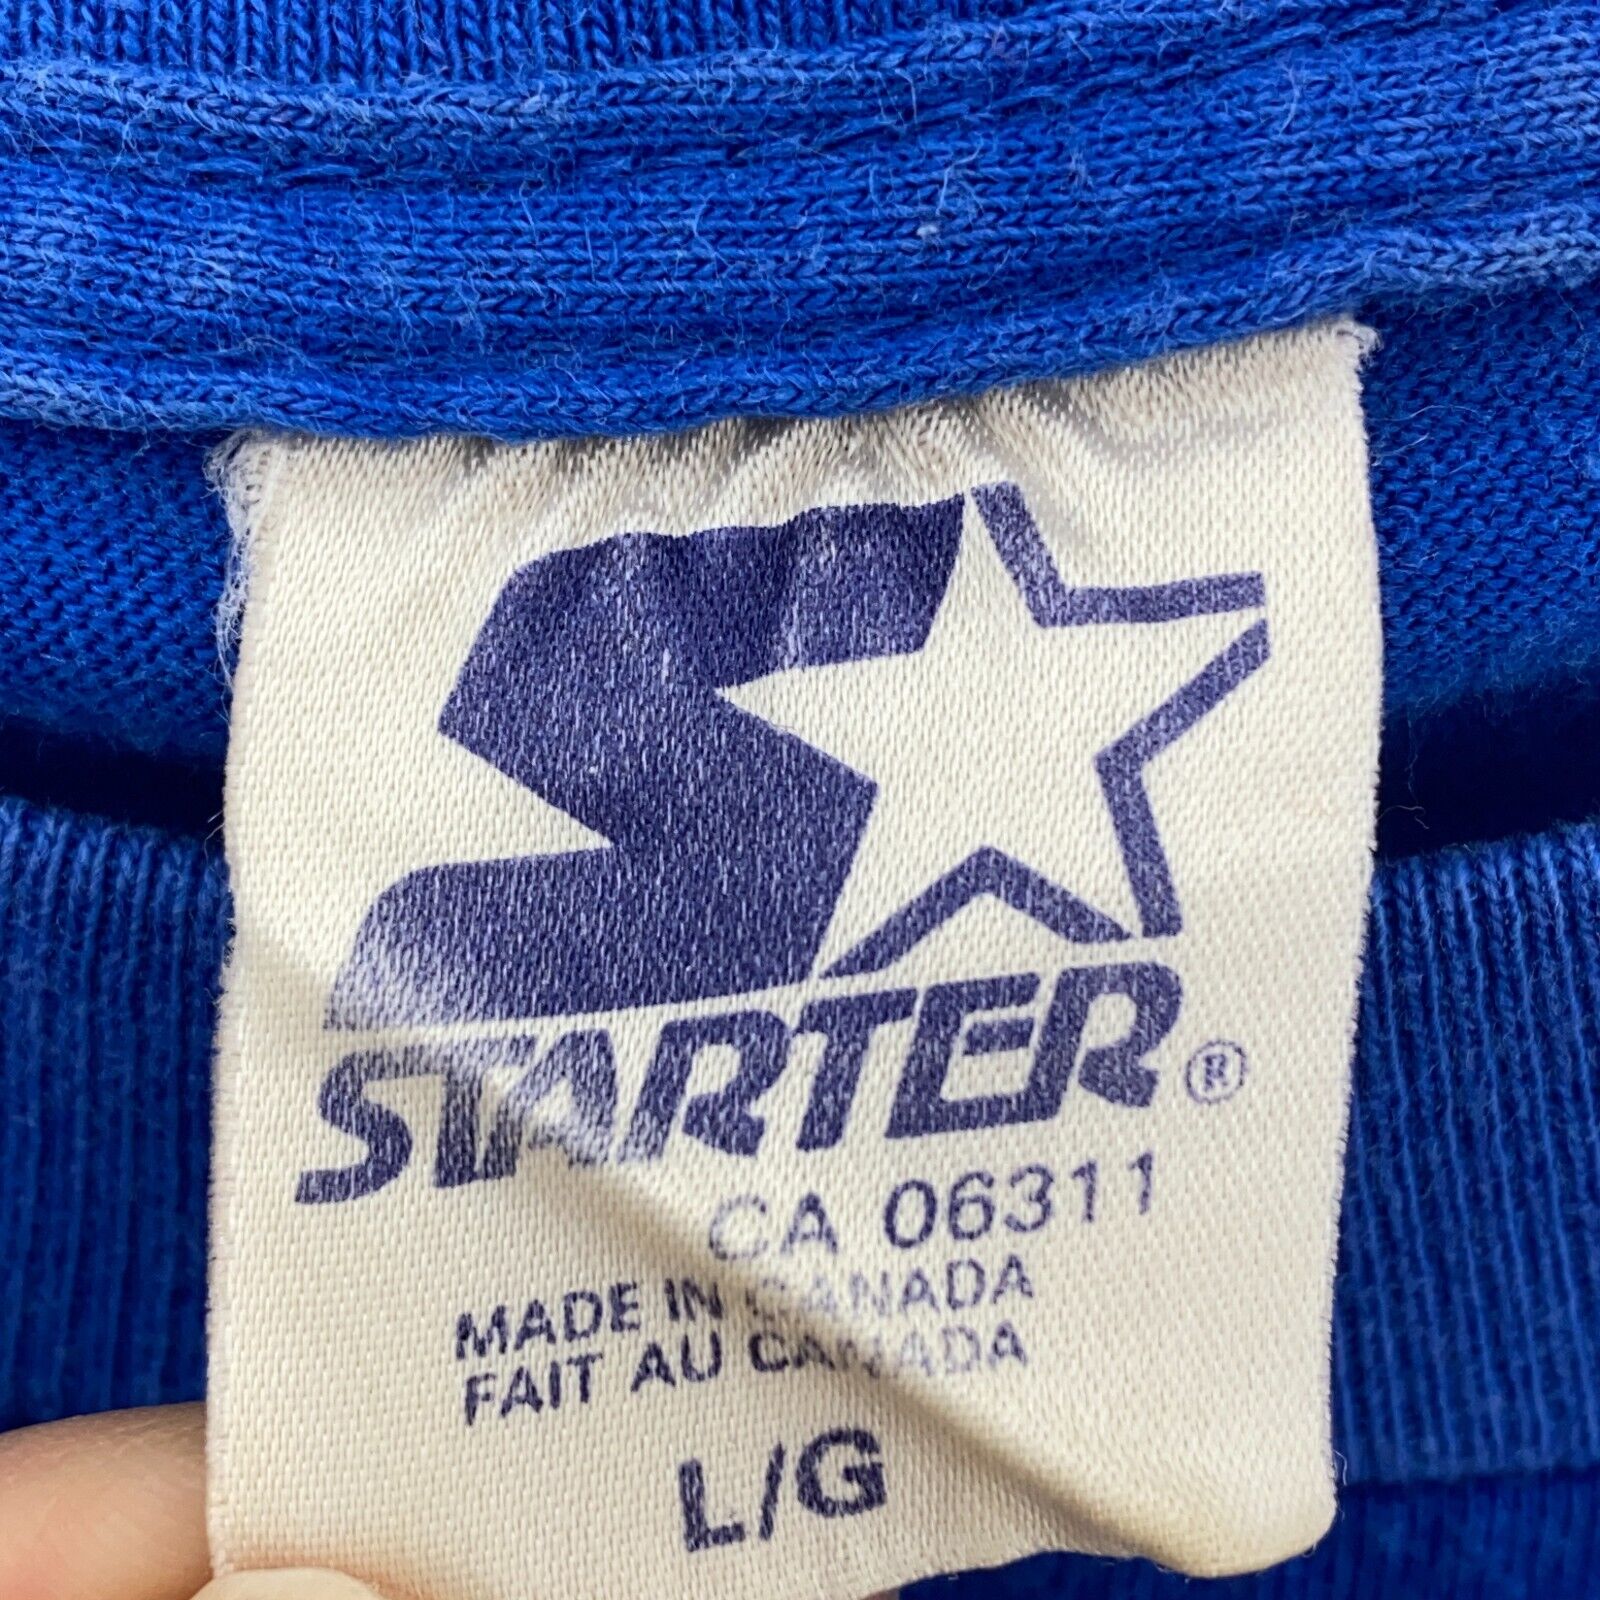 STARTER®
CA 06311
MADE IN CANADA
FAIT AU CANADA
L/G